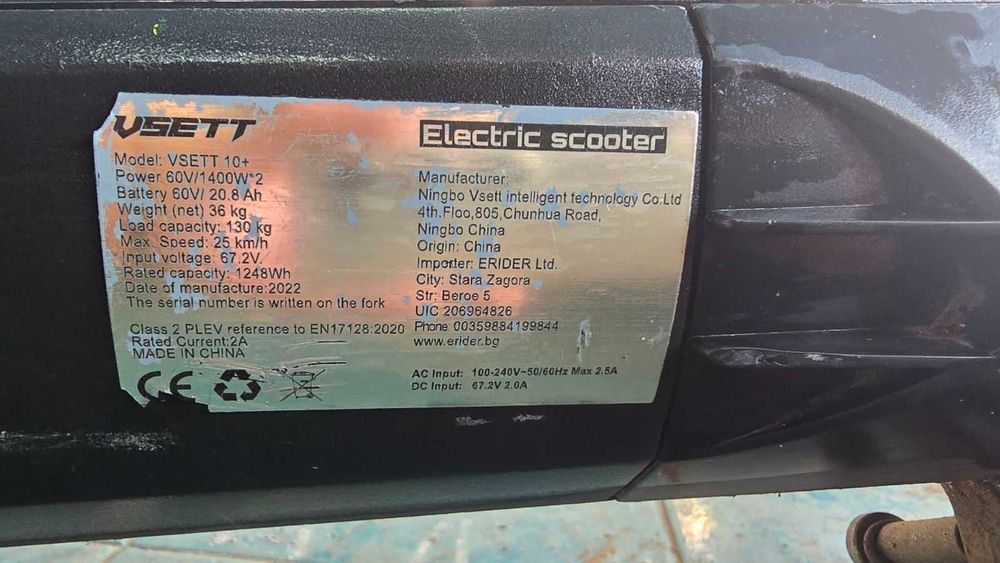 VSETT
Model: VSETT 10+
Power 60V/1400W*2
Battery 60V/ 20.8 Ah
Weight (net) 36 kg
Load capacity: 130 kg
Max. Speed: 25 km/h
Input voltage: 67.2V.
Rated capacity: 1248Wh
Date of manufacture:2022
The serial number is written on the fork
Class 2 PLEV reference to EN17128:2020
Rated Current:2A
MADE IN CHINA
CE
Electric scooter
Manufacturer:
Ningbo Vsett intelligent technology Co.Ltd
4th.Floo,805,Chunhua Road,
Ningbo China
Origin: China
Importer: ERIDER Ltd.
City: Stara Zagora
Str: Beroe 5
UIC 206964826
Phone 00359884199844
www.erider.bg
AC Input: 100-240V~50/60Hz Max 2.5A
DC Input: 67.2V 2.0A